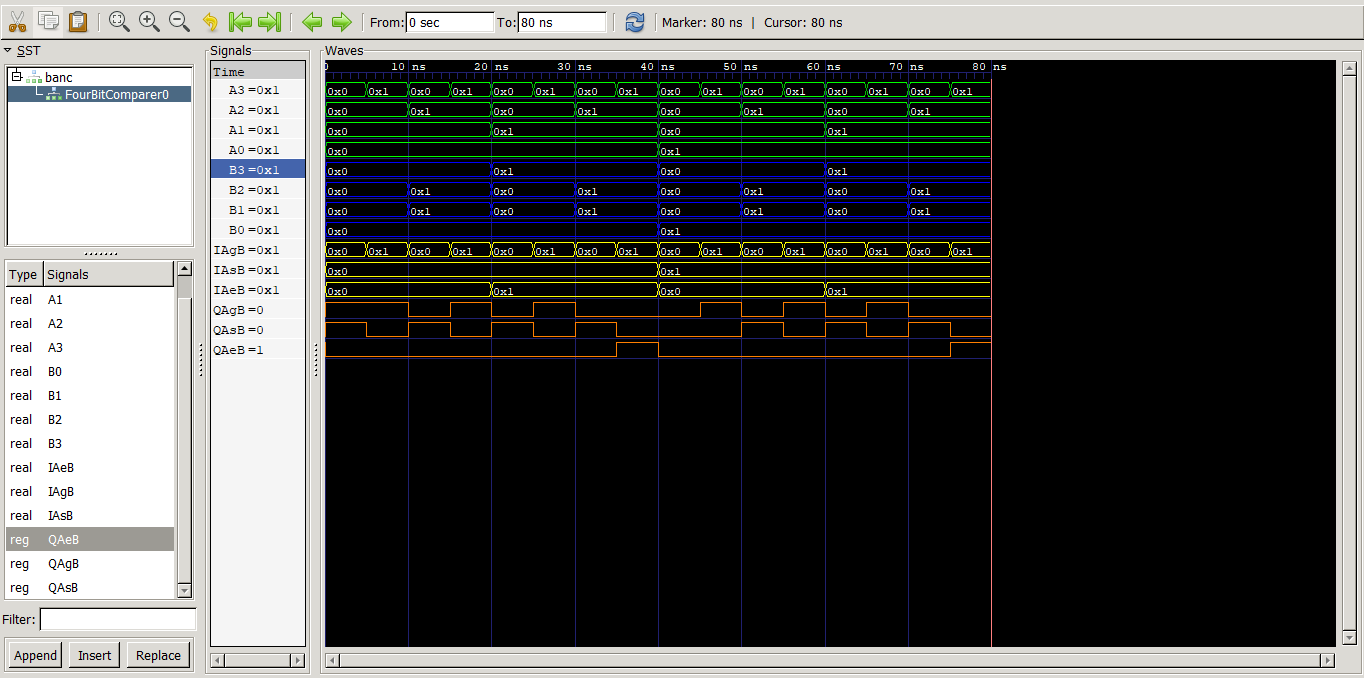 From: 0 sec To: 80 ns Marker: 80 ns | Cursor: 80 ns
SST
banc
FourBitComparer0
Type Signals
real A1
real A2
real A3
real B0
real B1
real B2
real B3
real IAeB
real IAgB
real IAsB
reg QAeB
reg QAgB
reg QAsB
Filter:
Append Insert Replace
Signals
Time
A3=0x1
A2=0x1
A1=0x1
A0=0x1
B3=0x1
B2=0x1
B1=0x1
B0=0x1
IAgB=0x1
IAsB=0x1
IAeB=0x1
QAgB=0
QAsB=0
QAeB=1
Waves
0 10 ns 20 ns 30 ns 40 ns 50 ns 60 ns 70 ns 80 ns
0x0 0x1 0x0 0x1 0x0 0x1 0x0 0x1 0x0 0x1 0x0 0x1 0x0 0x1 0x0 0x1
0x0 0x1 0x0 0x1 0x0 0x1 0x0 0x1
0x0 0x1 0x0 0x1
0x0 0x1
0x0 0x1 0x0 0x1
0x0 0x1 0x0 0x1 0x0 0x1 0x0 0x1
0x0 0x1 0x0 0x1 0x0 0x1 0x0 0x1
0x0 0x1
0x0 0x1 0x0 0x1 0x0 0x1 0x0 0x1 0x0 0x1 0x0 0x1 0x0 0x1 0x0 0x1
0x0 0x1
0x0 0x1 0x0 0x1